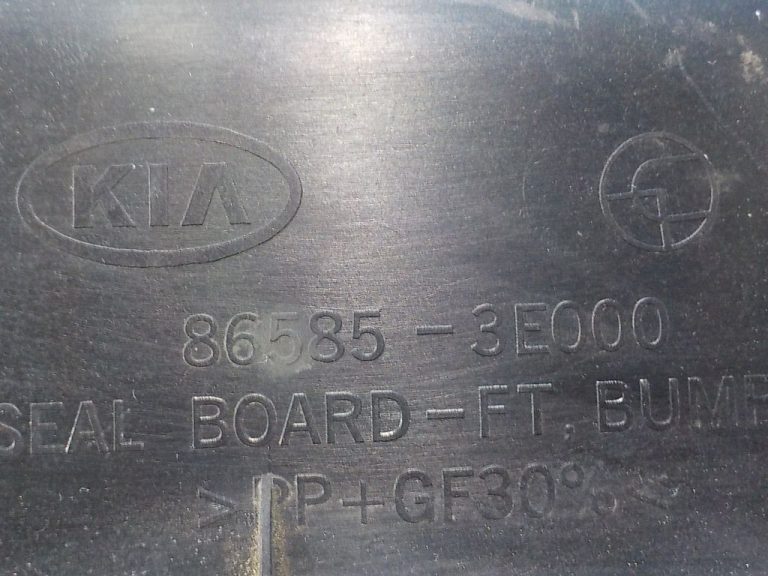 KIA
86585-3E000
SEAL BOARD-FT, BUMP
>PP+GF30%<